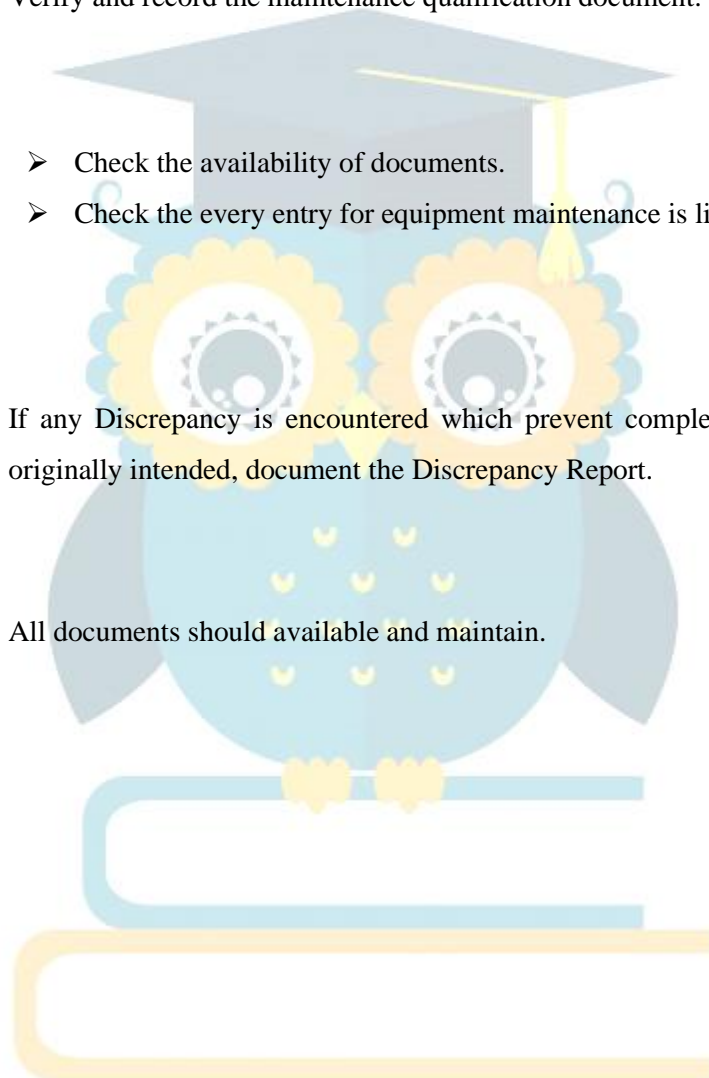 Verify and record the maintenance qualification document.
➢ Check the availability of documents.
➢ Check the every entry for equipment maintenance is li
If any Discrepancy is encountered which prevent comple
originally intended, document the Discrepancy Report.
All documents should available and maintain.